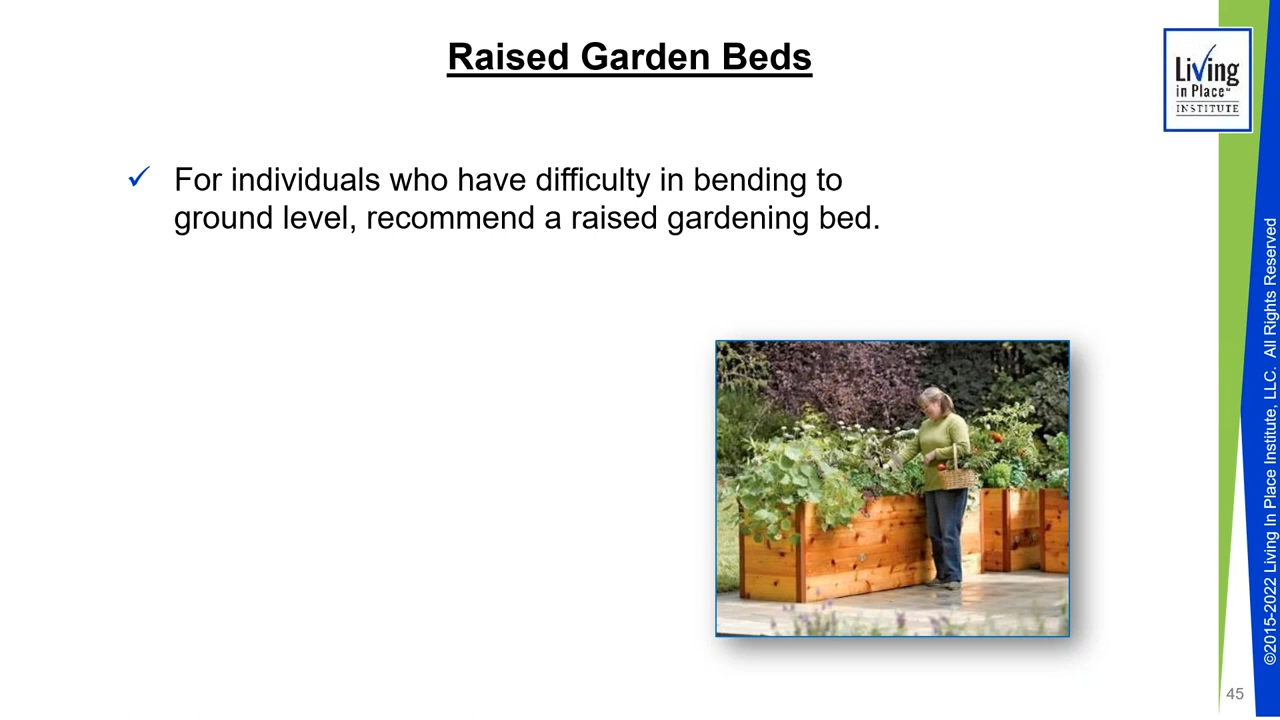 Raised Garden Beds
Living
in Place℠
INSTITUTE
✓ For individuals who have difficulty in bending to
ground level, recommend a raised gardening bed.
©2015-2022 Living In Place Institute, LLC. All Rights Reserved
45